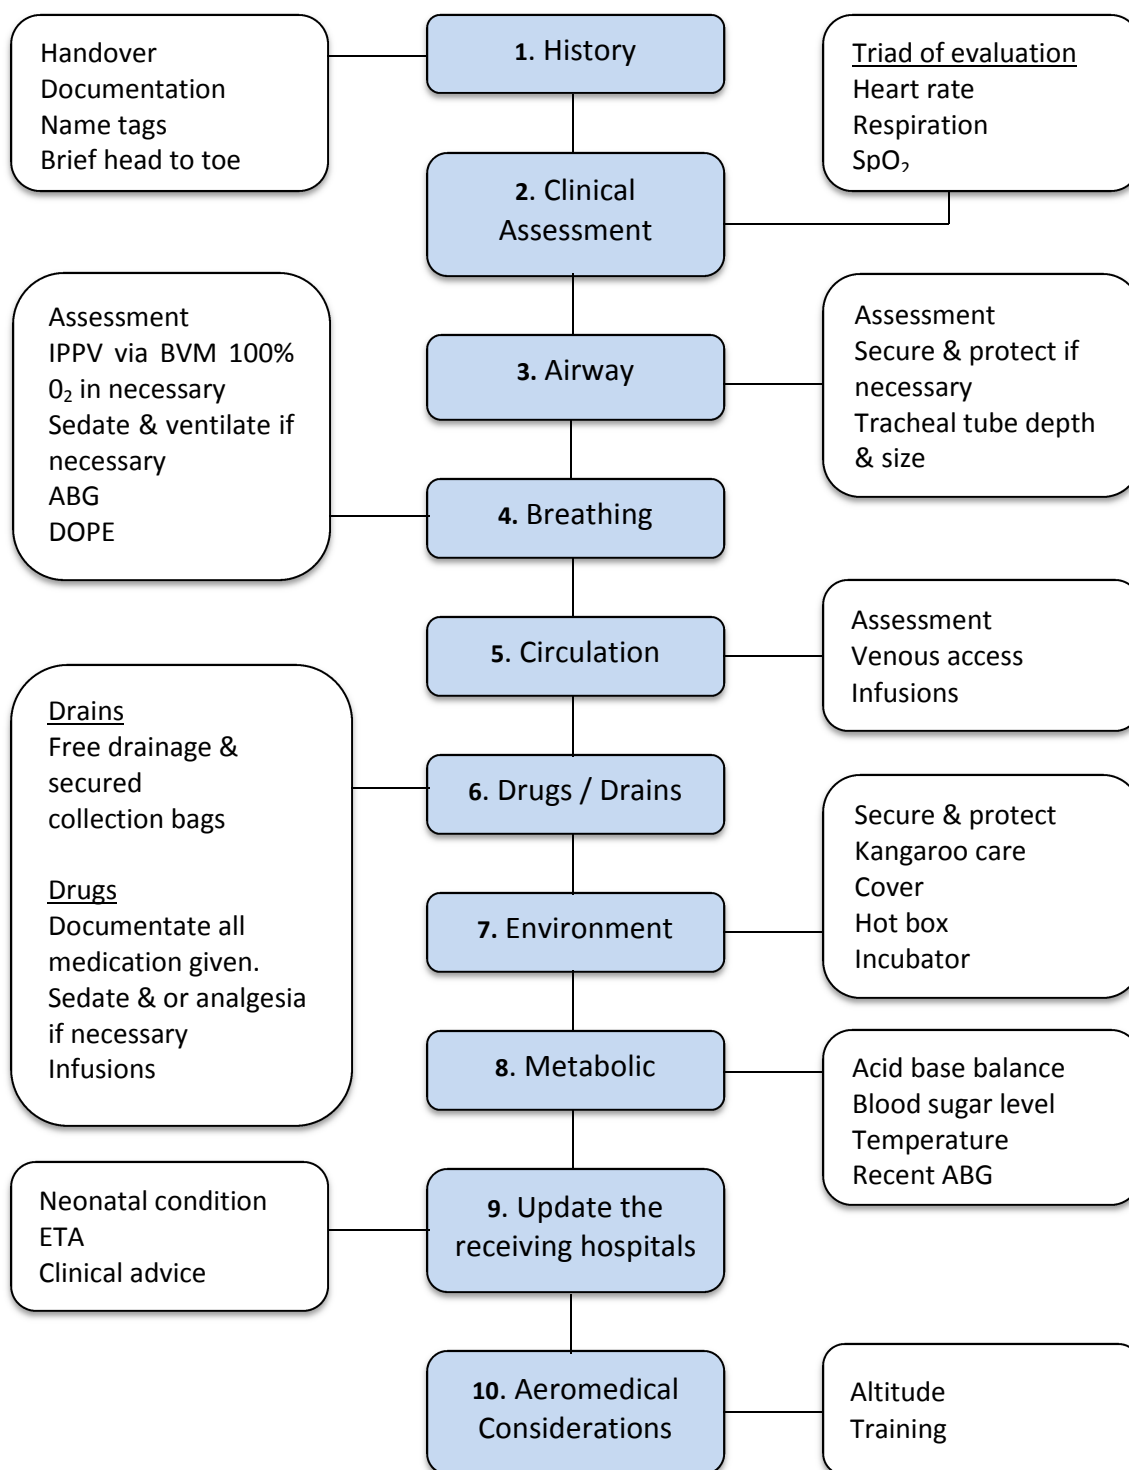 1. History
Handover
Documentation
Name tags
Brief head to toe
Triad of evaluation
Heart rate
Respiration
SpO₂
2. Clinical
Assessment
3. Airway
Assessment
Secure & protect if
necessary
Tracheal tube depth
& size
Assessment
IPPV via BVM 100%
0₂ in necessary
Sedate & ventilate if
necessary
ABG
DOPE
4. Breathing
5. Circulation
Assessment
Venous access
Infusions
Drains
Free drainage &
secured
collection bags
Drugs
Documentate all
medication given.
Sedate & or analgesia
if necessary
Infusions
6. Drugs / Drains
7. Environment
Secure & protect
Kangaroo care
Cover
Hot box
Incubator
8. Metabolic
Acid base balance
Blood sugar level
Temperature
Recent ABG
Neonatal condition
ETA
Clinical advice
9. Update the
receiving hospitals
10. Aeromedical
Considerations
Altitude
Training